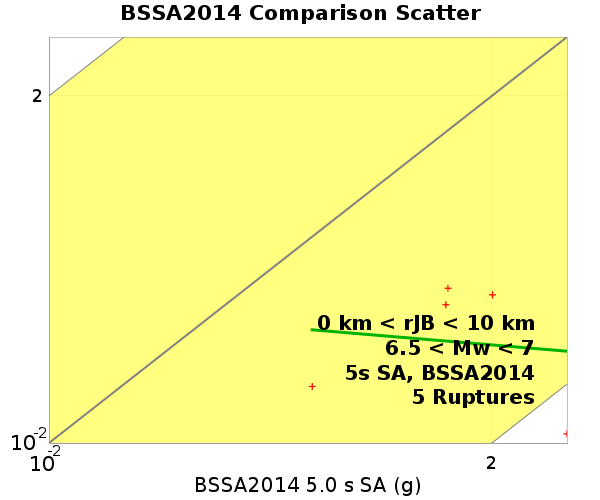 BSSA2014 Comparison Scatter
2
0 km < rJB < 10 km
6.5 < Mw < 7
5s SA, BSSA2014
5 Ruptures
10-2
10-2
2
BSSA2014 5.0 s SA (g)